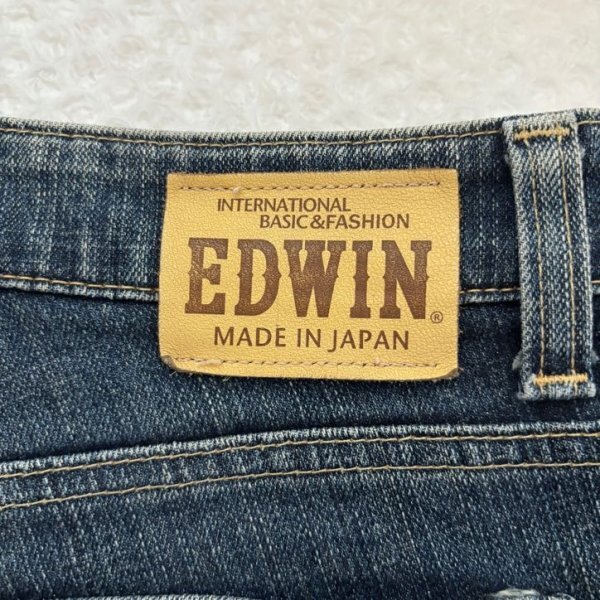 INTERNATIONAL
BASIC&FASHION
EDWIN®
MADE IN JAPAN